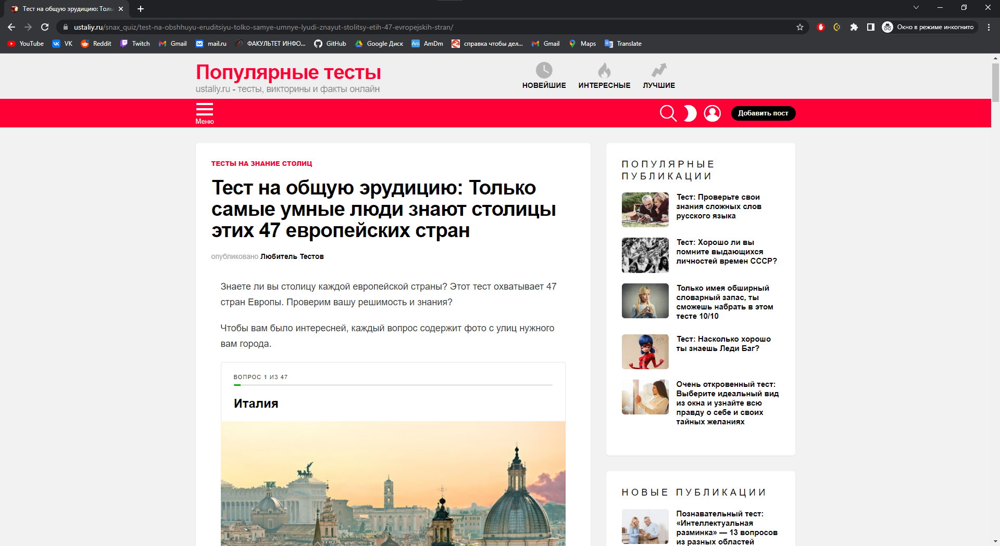 Тест на общую эрудицию: Толь
ustaliy.ru/snax_quiz/test-na-obshhuyu-eruditsiyu-tolko-samye-umnye-lyudi-znayut-stolitsy-etih-47-evropejskih-stran/
Окно в режиме инкогнито
YouTube VK Reddit Twitch Gmail mail.ru ФАКУЛЬТЕТ ИНФО... GitHub Google Диск Am AmDm справка чтобы дел... Gmail Maps Translate
Популярные тесты
ustaliy.ru - тесты, викторины и факты онлайн
НОВЕЙШИЕ ИНТЕРЕСНЫЕ ЛУЧШИЕ
Меню
Добавить пост
ТЕСТЫ НА ЗНАНИЕ СТОЛИЦ
Тест на общую эрудицию: Только
самые умные люди знают столицы
этих 47 европейских стран
опубликовано Любитель Тестов
Знаете ли вы столицу каждой европейской страны? Этот тест охватывает 47
стран Европы. Проверим вашу решимость и знания?
Чтобы вам было интересней, каждый вопрос содержит фото с улиц нужного
вам города.
ВОПРОС 1 ИЗ 47
Италия
ПОПУЛЯРНЫЕ
ПУБЛИКАЦИИ
Тест: Проверьте свои
знания сложных слов
русского языка
Тест: Хорошо ли вы
помните выдающихся
личностей времен СССР?
Только имея обширный
словарный запас, ты
сможешь набрать в этом
тесте 10/10
Тест: Насколько хорошо
ты знаешь Леди Баг?
Очень откровенный тест:
Выберите идеальный вид
из окна и узнайте всю
правду о себе и своих
тайных желаниях
НОВЫЕ ПУБЛИКАЦИИ
Познавательный тест:
«Интеллектуальная
разминка» — 13 вопросов
из разных областей